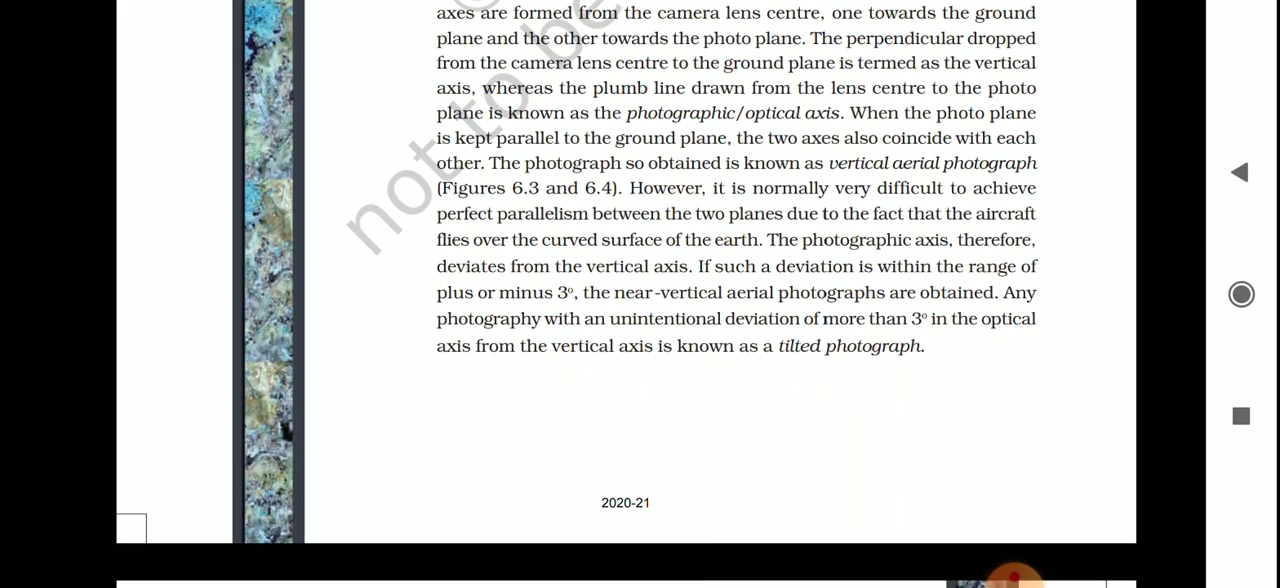 axes are formed from the camera lens centre, one towards the ground
plane and the other towards the photo plane. The perpendicular dropped
from the camera lens centre to the ground plane is termed as the vertical
axis, whereas the plumb line drawn from the lens centre to the photo
plane is known as the photographic/optical axis. When the photo plane
is kept parallel to the ground plane, the two axes also coincide with each
other. The photograph so obtained is known as vertical aerial photograph
(Figures 6.3 and 6.4). However, it is normally very difficult to achieve
perfect parallelism between the two planes due to the fact that the aircraft
flies over the curved surface of the earth. The photographic axis, therefore,
deviates from the vertical axis. If such a deviation is within the range of
plus or minus 3º, the near-vertical aerial photographs are obtained. Any
photography with an unintentional deviation of more than 3º in the optical
axis from the vertical axis is known as a tilted photograph.
not to be
2020-21